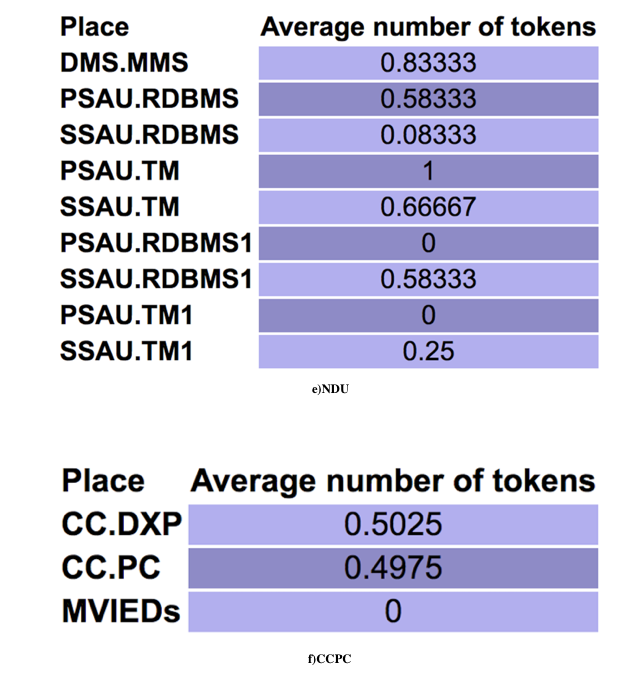 Place Average number of tokens
DMS.MMS 0.83333
PSAU.RDBMS 0.58333
SSAU.RDBMS 0.08333
PSAU.TM 1
SSAU.TM 0.66667
PSAU.RDBMS1 0
SSAU.RDBMS1 0.58333
PSAU.TM1 0
SSAU.TM1 0.25
e)NDU
Place Average number of tokens
CC.DXP 0.5025
CC.PC 0.4975
MVIEDs 0
f)CCPC